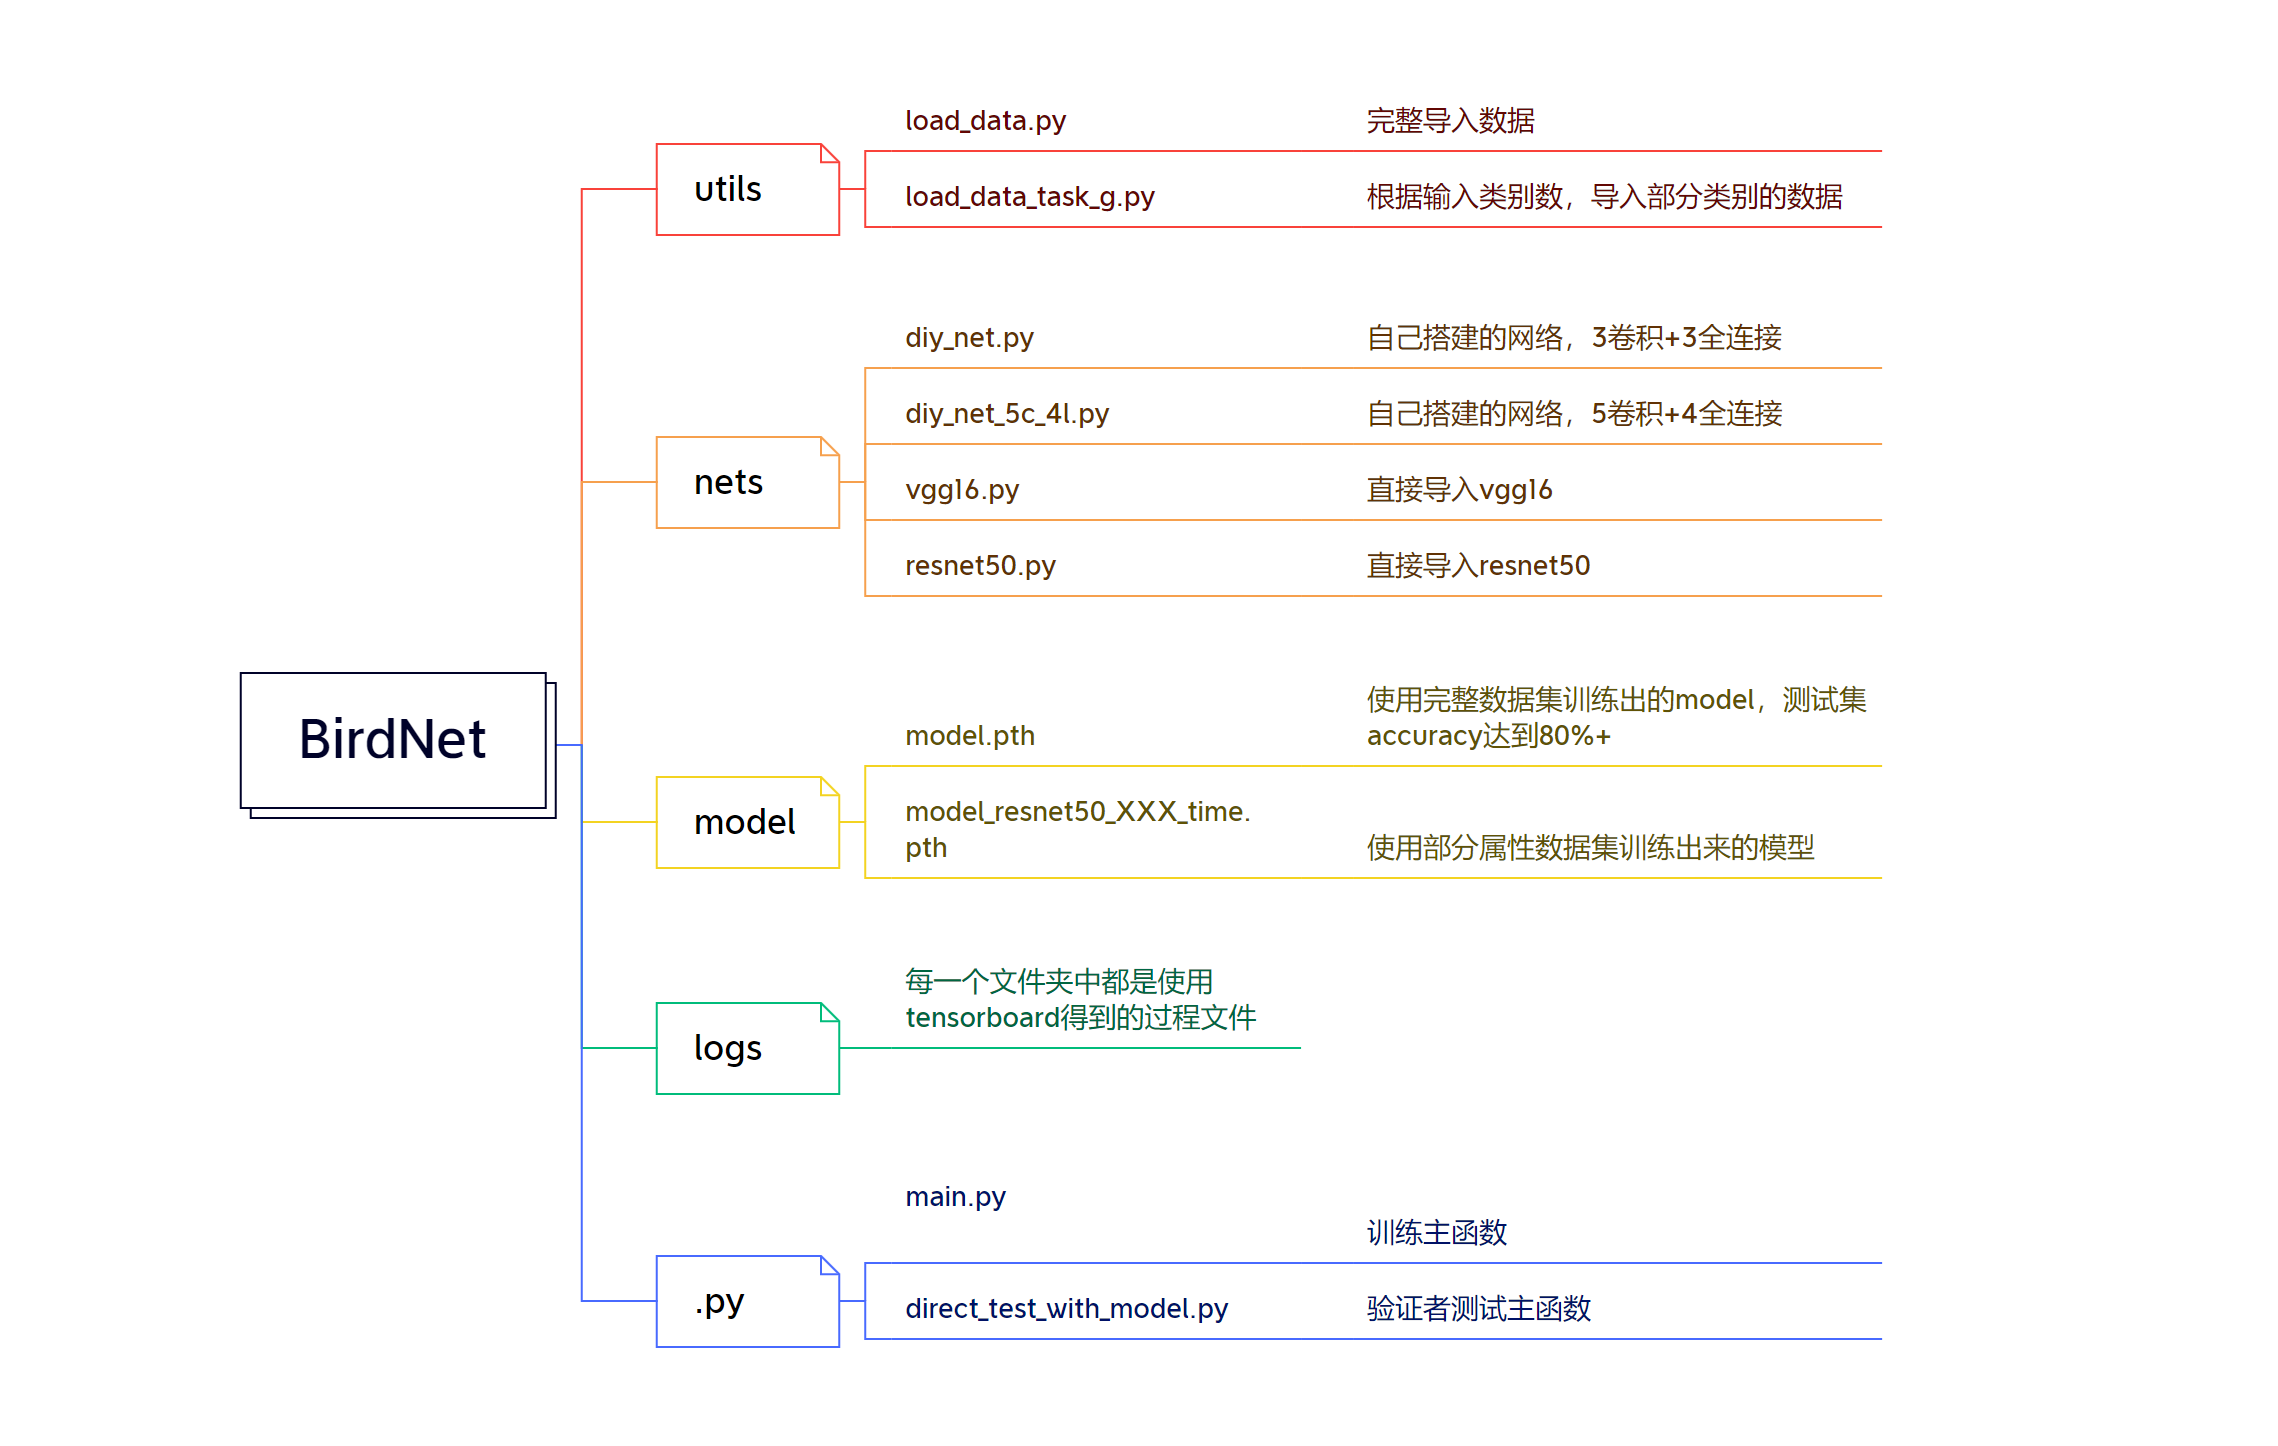 BirdNet
utils
load_data.py
完整导入数据
load_data_task_g.py
根据输入类别数，导入部分类别的数据
nets
diy_net.py
自己搭建的网络，3卷积+3全连接
diy_net_5c_4l.py
自己搭建的网络，5卷积+4全连接
vgg16.py
直接导入vgg16
resnet50.py
直接导入resnet50
model
model.pth
使用完整数据集训练出的model，测试集
accuracy达到80%+
model_resnet50_XXX_time.
pth
使用部分属性数据集训练出来的模型
logs
每一个文件夹中都是使用
tensorboard得到的过程文件
.py
main.py
训练主函数
direct_test_with_model.py
验证者测试主函数